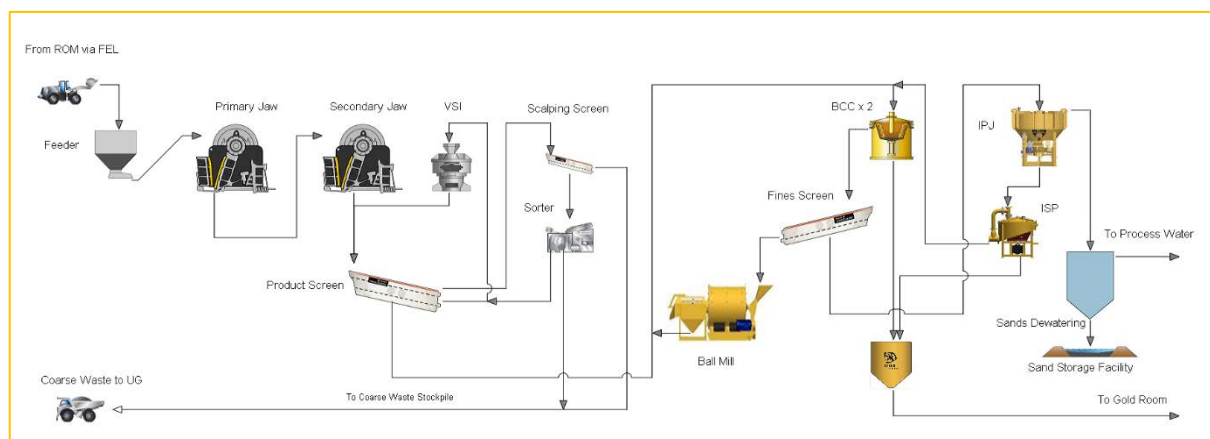 From ROM via FEL
Feeder
Primary Jaw
Secondary Jaw
VSI
Scalping Screen
Sorter
Product Screen
BCC x 2
Fines Screen
Ball Mill
IPJ
ISP
To Process Water
Sands Dewatering
Sand Storage Facility
To Gold Room
Coarse Waste to UG
To Coarse Waste Stockpile